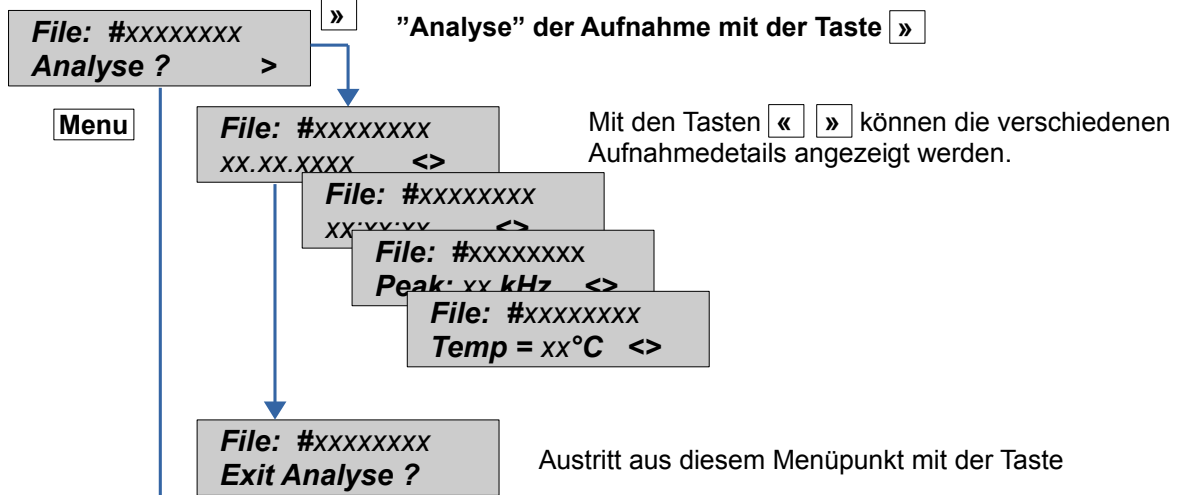 »
"Analyse" der Aufnahme mit der Taste »
File: #xxxxxxxx
Analyse ? >
Menu
File: #xxxxxxxx
xx.xx.xxxx <>
Mit den Tasten « » können die verschiedenen
Aufnahmedetails angezeigt werden.
File: #xxxxxxxx
xx:xx:xx <>
File: #xxxxxxxx
Peak: xx kHz <>
File: #xxxxxxxx
Temp = xx°C <>
File: #xxxxxxxx
Exit Analyse ?
Austritt aus diesem Menüpunkt mit der Taste